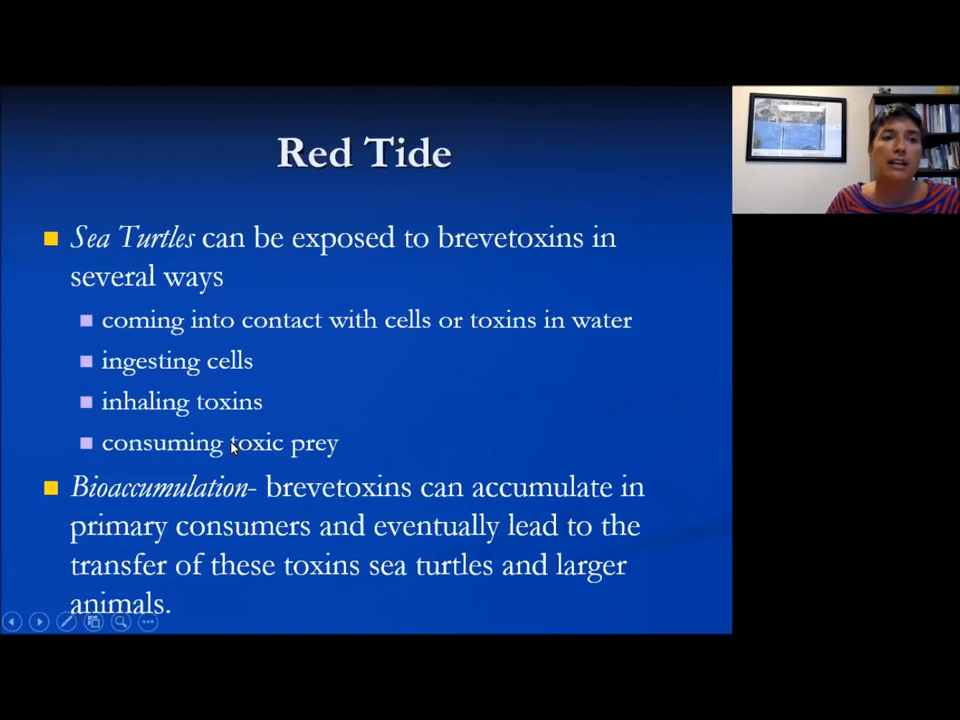 Red Tide
Sea Turtles can be exposed to brevetoxins in
several ways
coming into contact with cells or toxins in water
ingesting cells
inhaling toxins
consuming toxic prey
Bioaccumulation- brevetoxins can accumulate in
primary consumers and eventually lead to the
transfer of these toxins sea turtles and larger
animals.